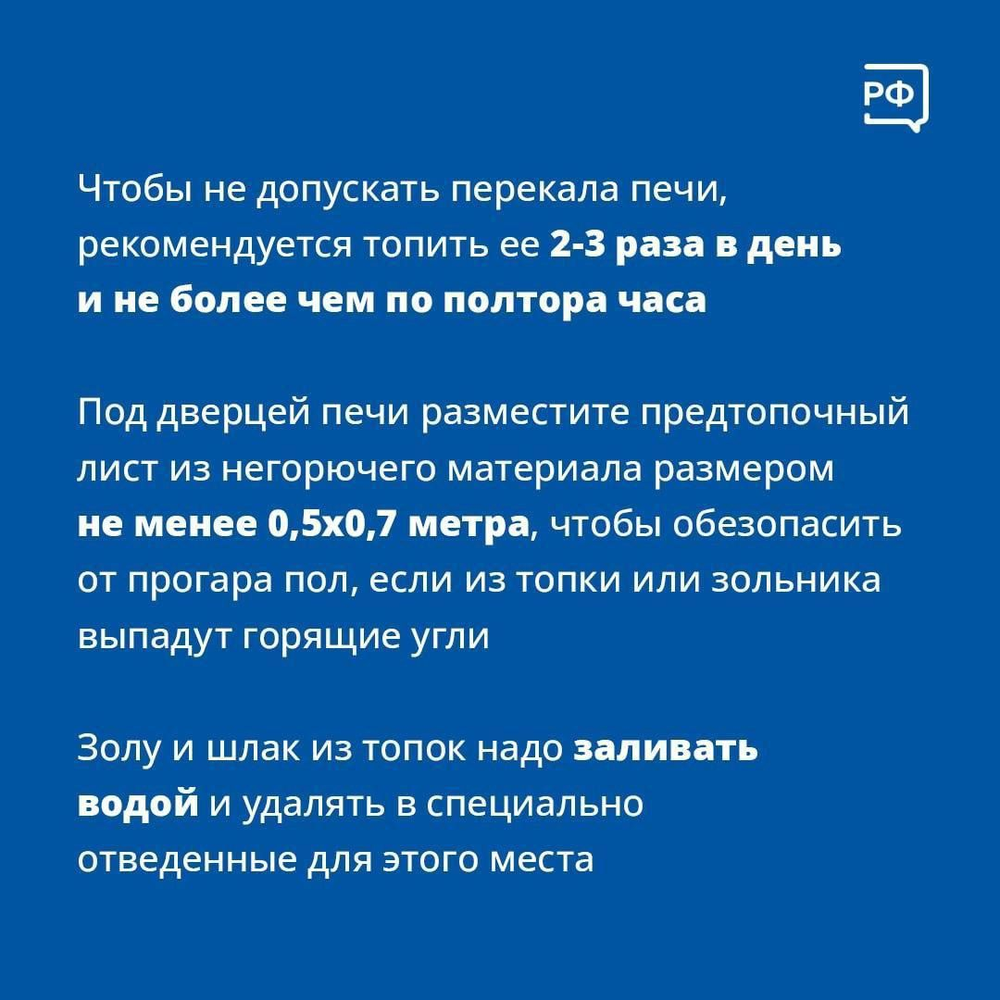 РФ
Чтобы не допускать перекала печи,
рекомендуется топить ее 2-3 раза в день
и не более чем по полтора часа
Под дверцей печи разместите предтопочный
лист из негорючего материала размером
не менее 0,5х0,7 метра, чтобы обезопасить
от прогара пол, если из топки или зольника
выпадут горящие угли
Золу и шлак из топок надо заливать
водой и удалять в специально
отведенные для этого места